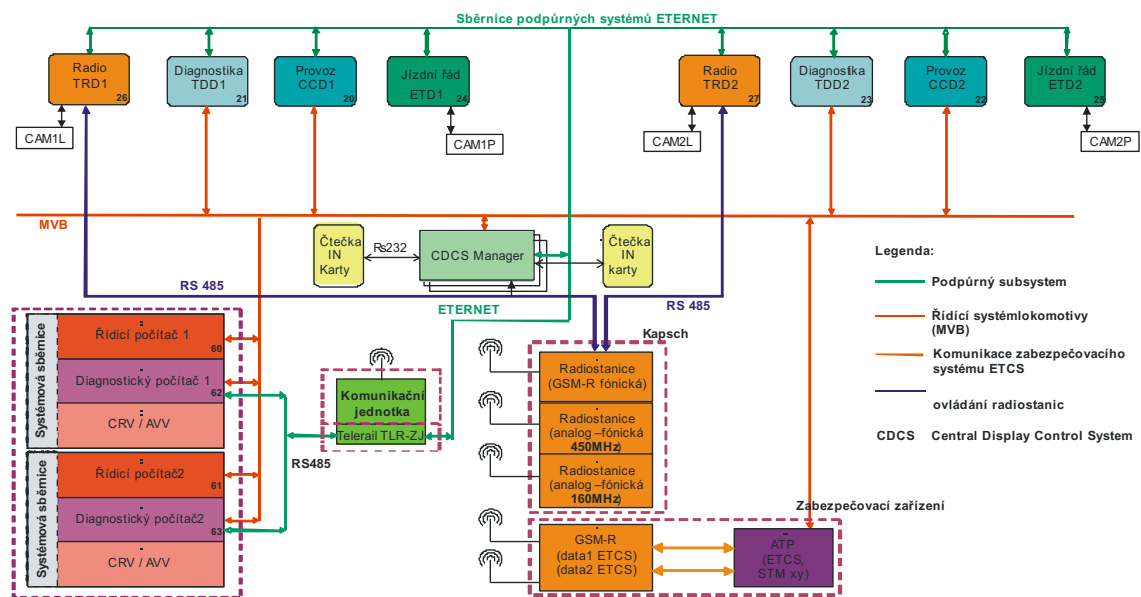 Sběrnice podpůrných systémů ETERNET
Radio
TRD1
26
Diagnostika
TDD1
21
Provoz
CCD1
20
Jízdní řád
ETD1
24
Radio
TRD2
27
Diagnostika
TDD2
23
Provoz
CCD2
22
Jízdní řád
ETD2
25
CAM1L
CAM1P
CAM2L
CAM2P
MVB
Čtečka
IN
Karty
Rs232
CDCS Manager
Čtečka
IN
karty
RS 485
RS 485
ETERNET
Legenda:
Podpůrný subsystem
Řídící systémlokomotivy
(MVB)
Komunikace zabezpečovacího
systému ETCS
ovládání radiostanic
CDCS Central Display Control System
Systémová sběrnice
Řídicí počítač 1
60
Diagnostický počítač 1
62
CRV / AVV
Systémová sběrnice
Řídicí počítač2
61
Diagnostický počítač2
63
CRV / AVV
RS485
Komunikační
jednotka
Telerail TLR-ZJ
Kapsch
Radiostanice
(GSM-R fónická)
Radiostanice
(analog –fónická
450MHz)
Radiostanice
(analog –fónická
160MHz)
Zabezpečovací zařízení
GSM-R
(data1 ETCS)
(data2 ETCS)
ATP
(ETCS,
STM xy)